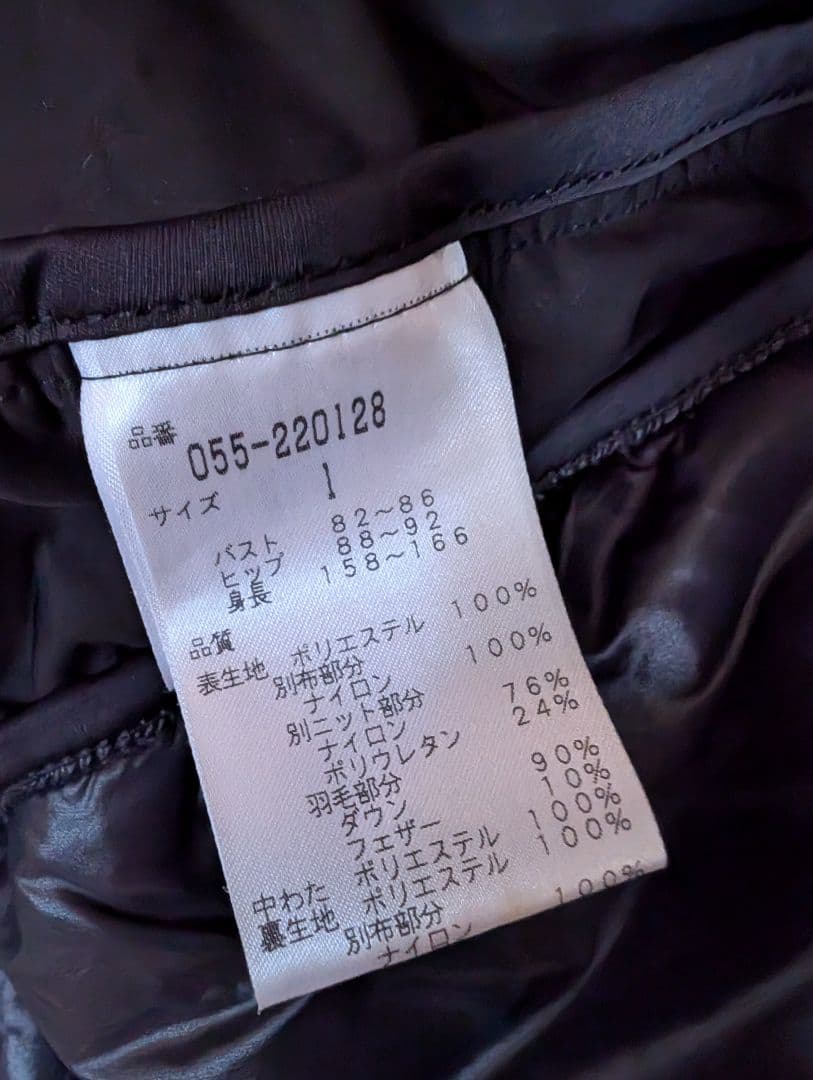 品番 055-220128
サイズ 1
バスト 82～86
ヒップ 88～92
身長 158～166
品質
表生地 ポリエステル 100%
別布部分
ナイロン 100%
別ニット部分
ナイロン 76%
ポリウレタン 24%
羽毛部分
ダウン 90%
フェザー 10%
中わた ポリエステル 100%
裏生地 ポリエステル 100%
別布部分
ナイロン 100%